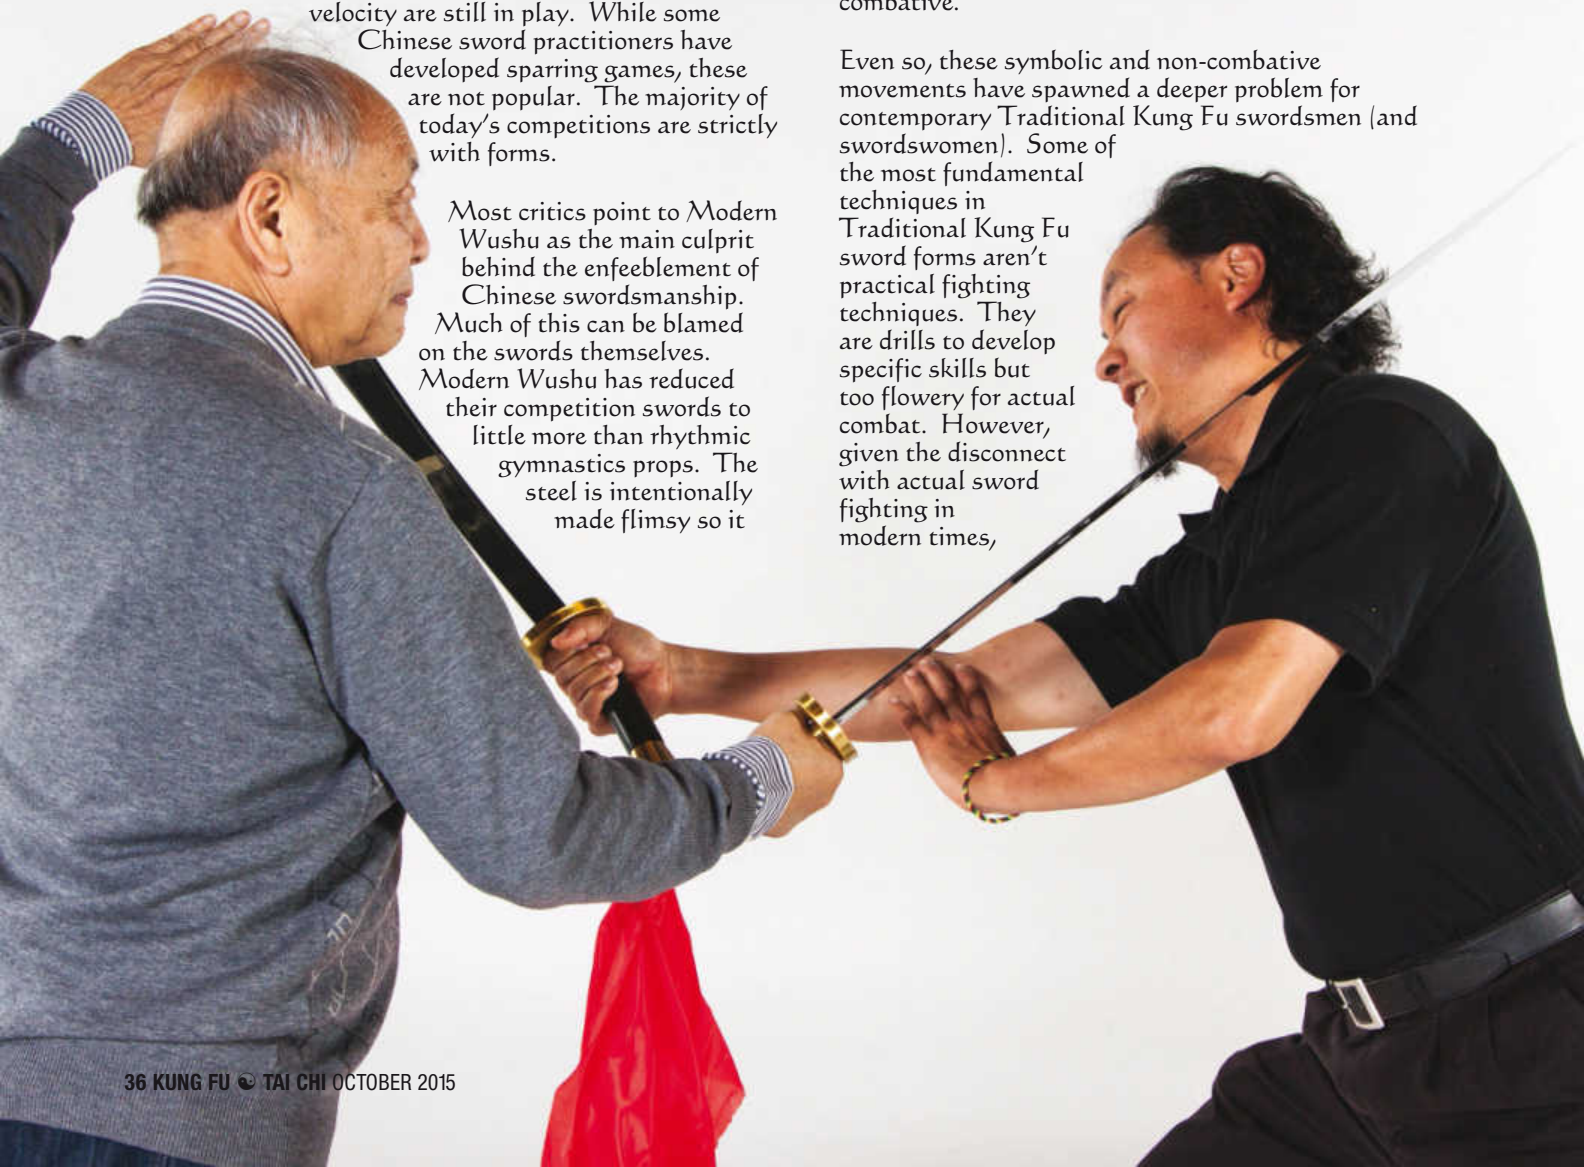 velocity are still in play.  While some
Chinese sword practitioners have
developed sparring games, these
are not popular.  The majority of
today's competitions are strictly
with forms.
Most critics point to Modern
Wushu as the main culprit
behind the enfeeblement of
Chinese swordsmanship.
Much of this can be blamed
on the swords themselves.
Modern Wushu has reduced
their competition swords to
little more than rhythmic
gymnastics props.  The
steel is intentionally
made flimsy so it
combative.
Even so, these symbolic and non-combative
movements have spawned a deeper problem for
contemporary Traditional Kung Fu swordsmen (and
swordswomen).  Some of
the most fundamental
techniques in
Traditional Kung Fu
sword forms aren't
practical fighting
techniques.  They
are drills to develop
specific skills but
too flowery for actual
combat.  However,
given the disconnect
with actual sword
fighting in
modern times,
36 KUNG FU ☯ TAI CHI OCTOBER 2015